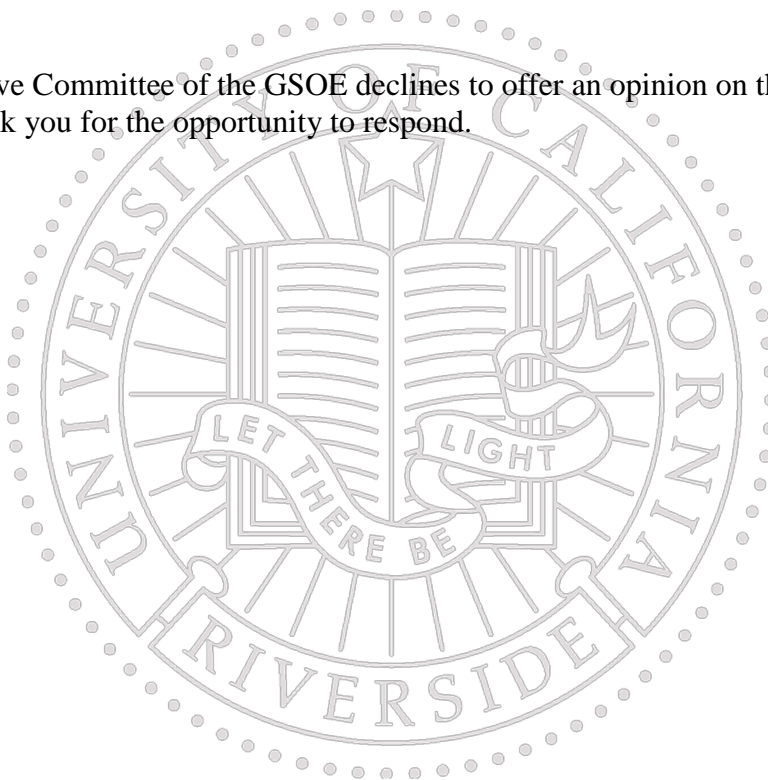 ve Committee of the GSOE declines to offer an opinion on th
k you for the opportunity to respond.
UNIVERSITY OF CALIFORNIA
LET THERE BE
LIGHT
RIVERSIDE